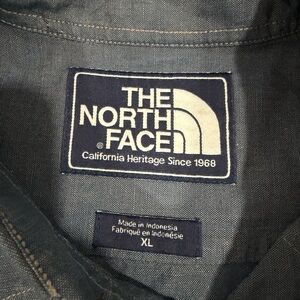 THE
NORTH
FACE
®
California Heritage Since 1968
Made in Indonesia
Fabriqué en Indonésie
XL